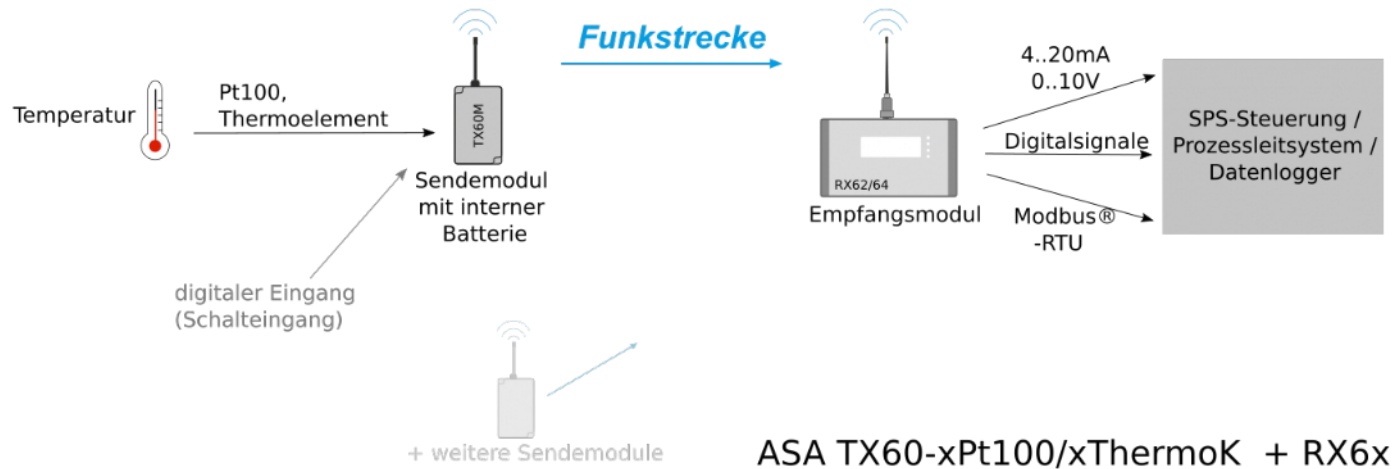 Funkstrecke
Temperatur
Pt100,
Thermoelement
TX60M
Sendemodul
mit interner
Batterie
digitaler Eingang
(Schalteingang)
RX62/64
Empfangsmodul
4..20mA
0..10V
Digitalsignale
Modbus®
-RTU
SPS-Steuerung /
Prozessleitsystem /
Datenlogger
+ weitere Sendemodule
ASA TX60-xPt100/xThermoK + RX6x